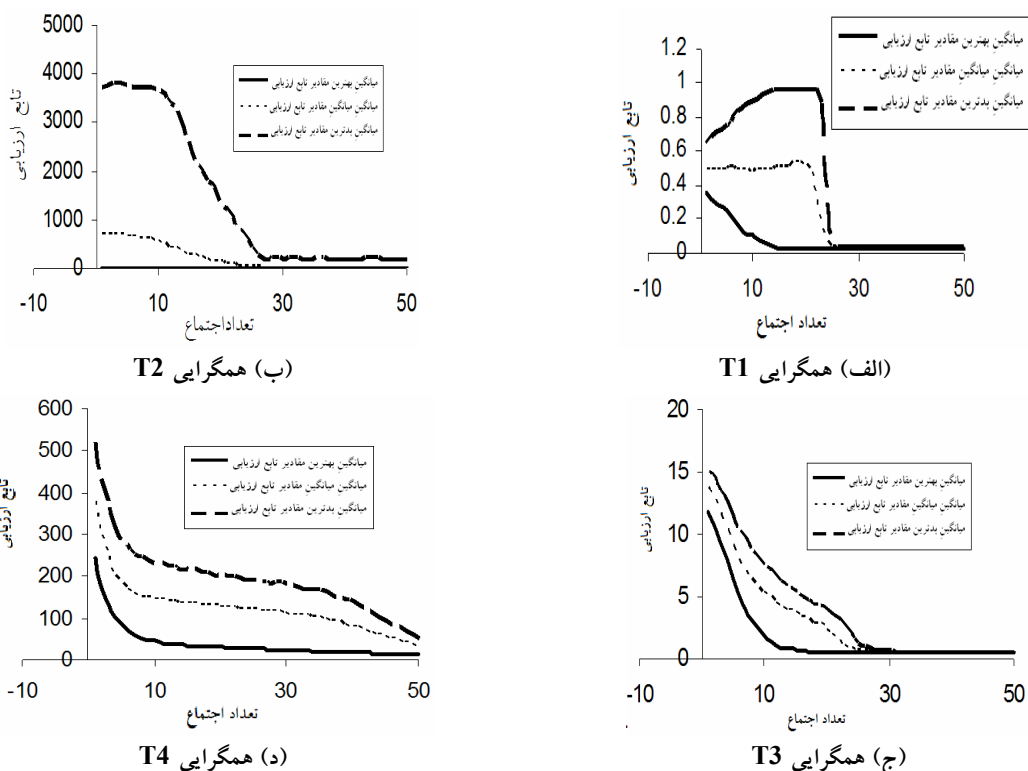 میانگین بهترین مقادیر تابع ارزیابی
میانگین میانگین مقادیر تابع ارزیابی
میانگین بدترین مقادیر تابع ارزیابی
تابع ارزیابی
1.2
1
0.8
0.6
0.4
0.2
0
-10 10 30 50
تعداد اجتماع
(الف) همگرایی T1
میانگین بهترین مقادیر تابع ارزیابی
میانگین میانگین مقادیر تابع ارزیابی
میانگین بدترین مقادیر تابع ارزیابی
تابع ارزیابی
5000
4000
3000
2000
1000
0
-10 10 30 50
تعداداجتماع
(ب) همگرایی T2
میانگین بهترین مقادیر تابع ارزیابی
میانگین میانگین مقادیر تابع ارزیابی
میانگین بدترین مقادیر تابع ارزیابی
تابع ارزیابی
20
15
10
5
0
-10 10 30 50
تعداد اجتماع
(ج) همگرایی T3
میانگین بهترین مقادیر تابع ارزیابی
میانگین میانگین مقادیر تابع ارزیابی
میانگین بدترین مقادیر تابع ارزیابی
تابع ارزیابی
600
500
400
300
200
100
0
-10 10 30 50
تعداد اجتماع
(د) همگرایی T4